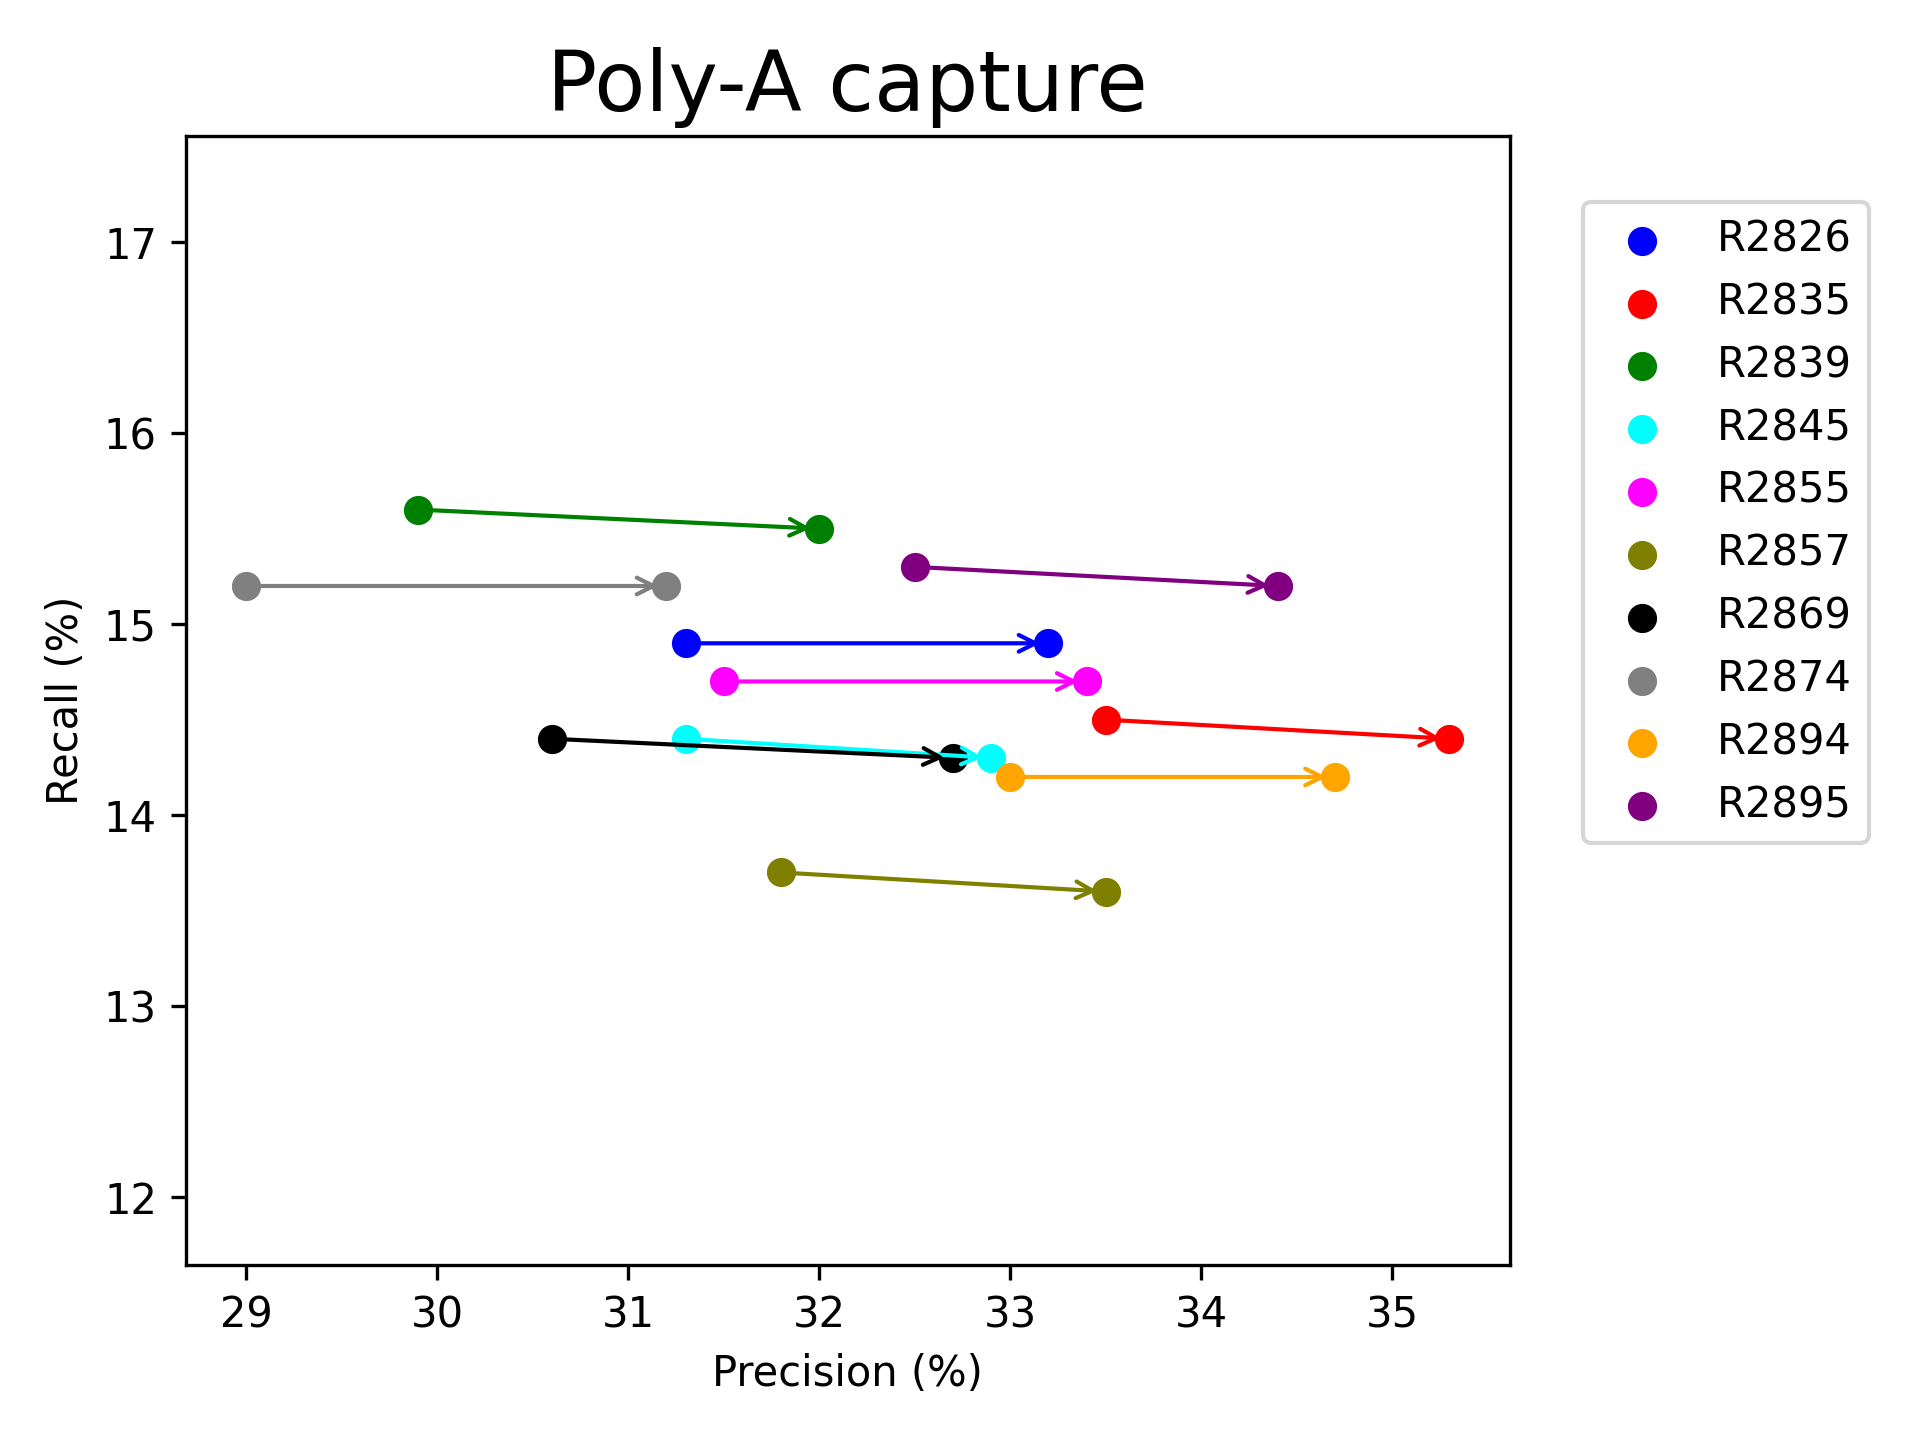 Poly-A capture
17
16
15
14
13
12
Recall (%)
29 30 31 32 33 34 35
Precision (%)
R2826
R2835
R2839
R2845
R2855
R2857
R2869
R2874
R2894
R2895